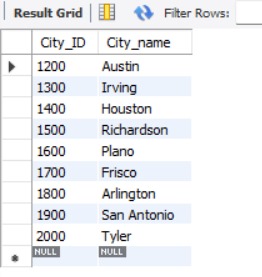 Result Grid Filter Rows:
City_ID City_name
1200 Austin
1300 Irving
1400 Houston
1500 Richardson
1600 Plano
1700 Frisco
1800 Arlington
1900 San Antonio
2000 Tyler
NULL NULL